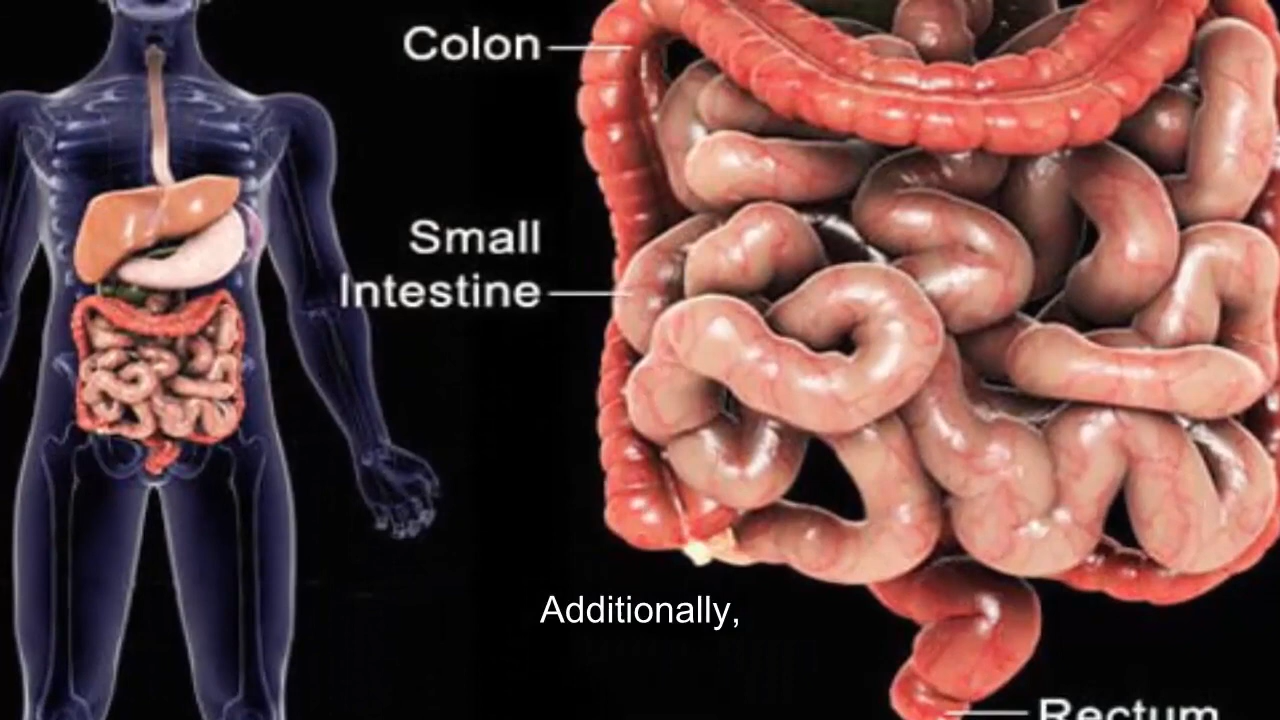 Colon
Small
Intestine
Additionally,
Rectum